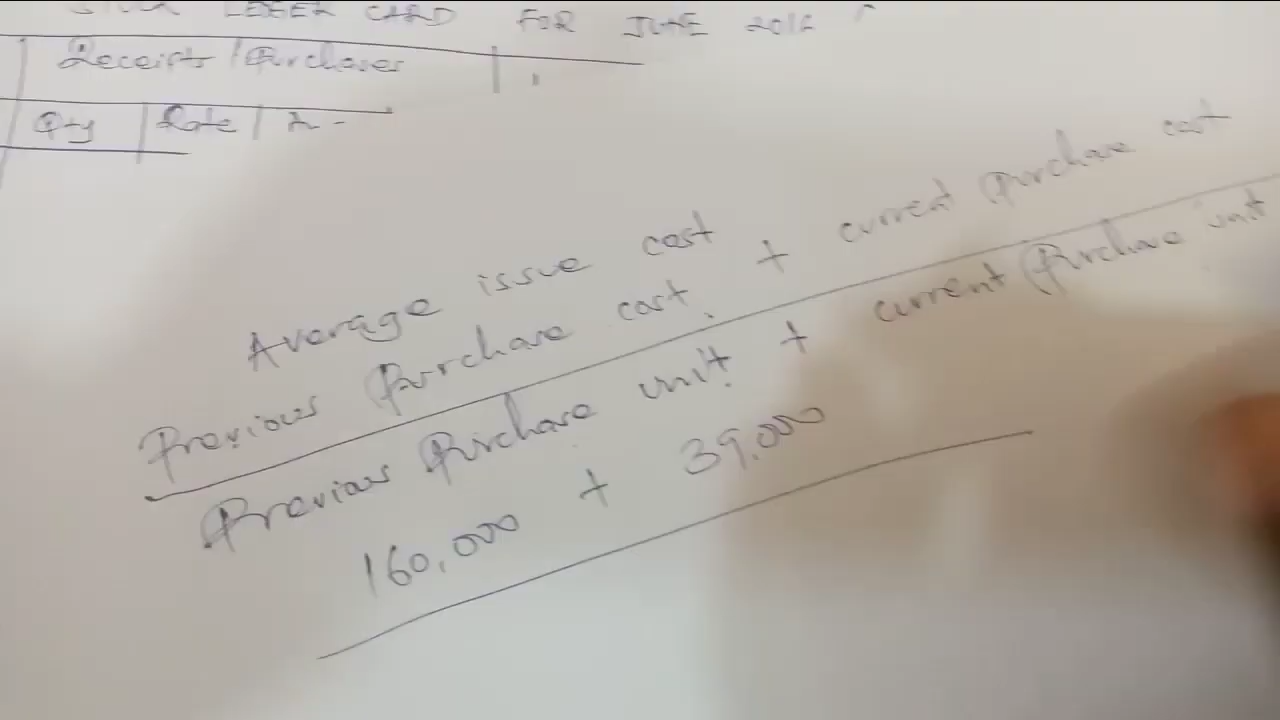 STOCK LEDGER CARD FOR JUNE 2016
Receipts/Purchases
Qty Rate
Average issue cost
Previous Purchase cost + current Purchase cost
Previous Purchase unit + current Purchase unit
160,000 + 39,000